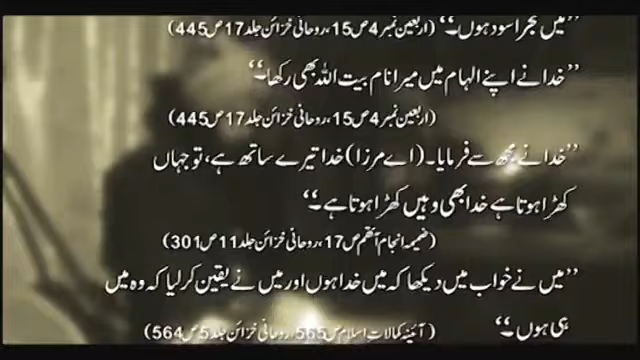 ”میں حجر اسود ہوں۔“ (اربعین نمبر 4 ص 15، روحانی خزائن جلد 17 ص 445)
”خدا نے اپنے الہام میں میرا نام بیت اللہ بھی رکھا“
(اربعین نمبر 4 ص 15، روحانی خزائن جلد 17 ص 445)
”خدا نے مجھ سے فرمایا۔ (اے مرزا) خدا تیرے ساتھ ہے، تو جہاں
کھڑا ہوتا ہے خدا بھی وہیں کھڑا ہوتا ہے۔“
(ضمیمہ انجام آتھم ص 17، روحانی خزائن جلد 11 ص 301)
”میں نے خواب میں دیکھا کہ میں خدا ہوں اور میں نے یقین کر لیا کہ وہ میں
ہی ہوں۔“ (آئینہ کمالات اسلام ص 565، روحانی خزائن جلد 5 ص 564)